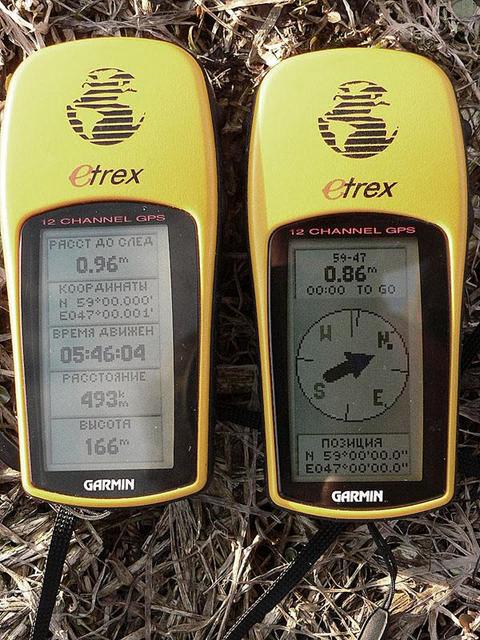 etrex
12 CHANNEL GPS
РАССТ ДО СЛЕД
0.96m
КООРДИНАТЫ
N 59°00.000'
E047°00.001'
ВРЕМЯ ДВИЖЕН
05:46:04
РАССТОЯНИЕ
493km
ВЫСОТА
166m
GARMIN
etrex
12 CHANNEL GPS
59-47
0.86m
00:00 TO GO
N
W
S
E
ПОЗИЦИЯ
N 59°00'00.0"
E047°00'00.0"
GARMIN